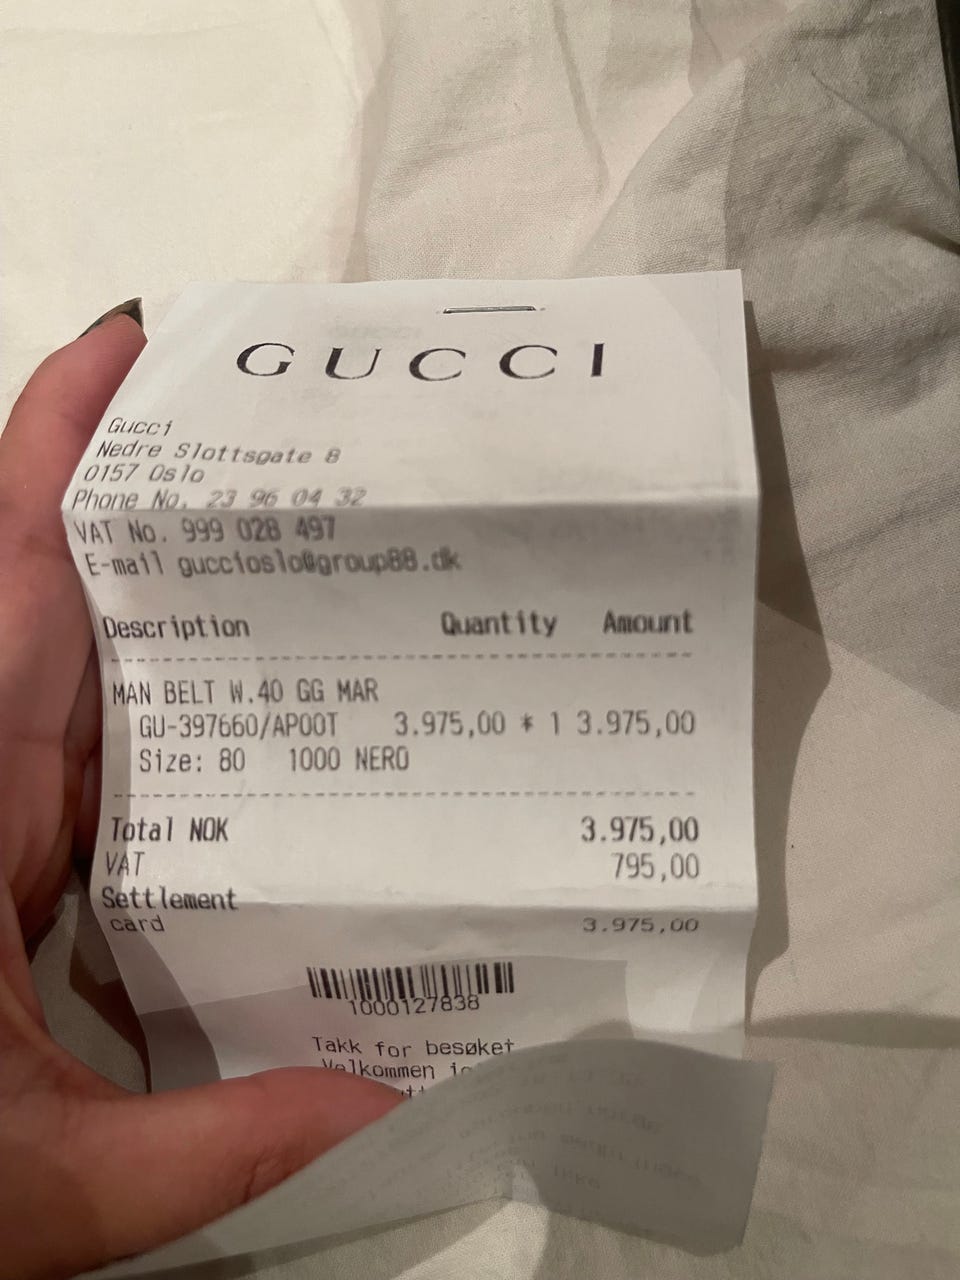 GUCCI
Gucci
Nedre Slottsgate 8
0157 Oslo
Phone No. 23 96 04 32
VAT No. 999 028 497
E-mail guccioslo@group88.dk
Description Quantity Amount
MAN BELT W.40 GG MAR
GU-397660/AP00T 3.975,00 * 1 3.975,00
Size: 80 1000 NERO
Total NOK 3.975,00
VAT 795,00
Settlement
card 3.975,00
1000127838
Takk for besøket
Velkommen